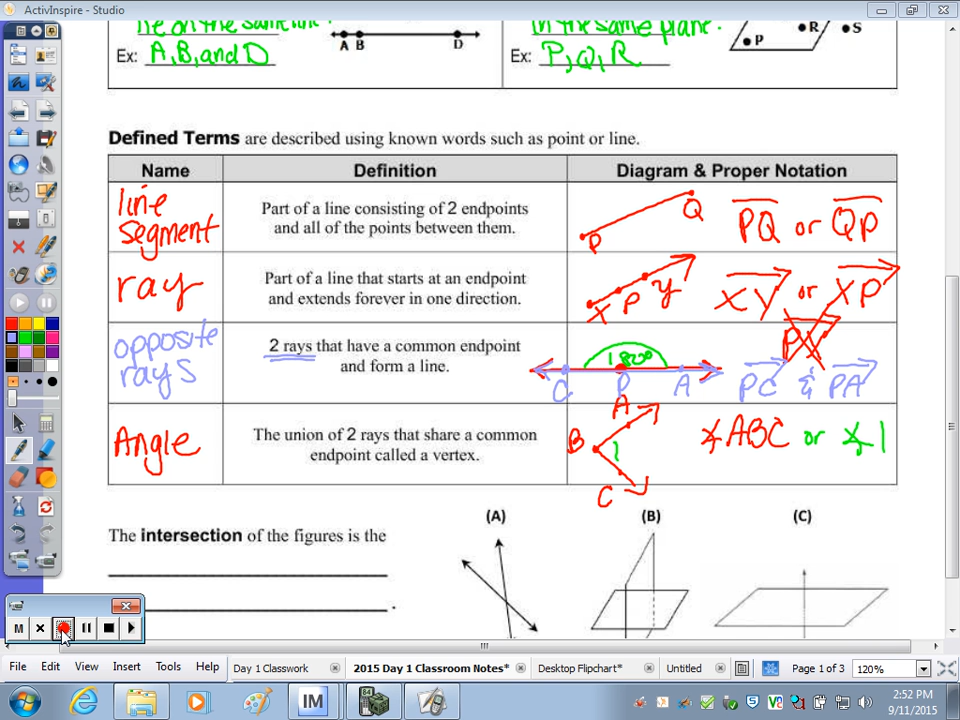 ActivInspire - Studio
Ex: A, B, and D
A B D
in the same plane.
Ex: P, Q, R
P R S
Defined Terms are described using known words such as point or line.
Name Definition Diagram & Proper Notation
line segment
Part of a line consisting of 2 endpoints
and all of the points between them.
P Q PQ or QP
ray
Part of a line that starts at an endpoint
and extends forever in one direction.
X P Y XY or XP
opposite rays
2 rays that have a common endpoint
and form a line.
180°
C P A PC & PA
Angle
The union of 2 rays that share a common
endpoint called a vertex.
A B C 1 ∡ABC or ∡1
(A) (B) (C)
The intersection of the figures is the
.
M
File Edit View Insert Tools Help Day 1 Classwork 2015 Day 1 Classroom Notes* Desktop Flipchart* Untitled Page 1 of 3 120%
IM
84
2:52 PM
9/11/2015